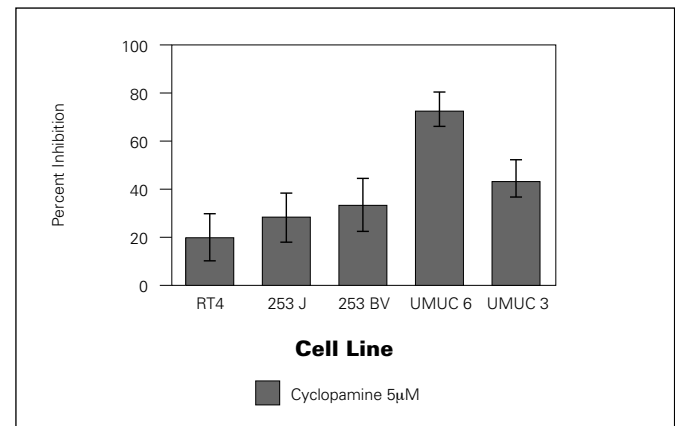 100
80
60
40
20
0
Percent Inhibition
RT4 253 J 253 BV UMUC 6 UMUC 3
Cell Line
Cyclopamine 5μM